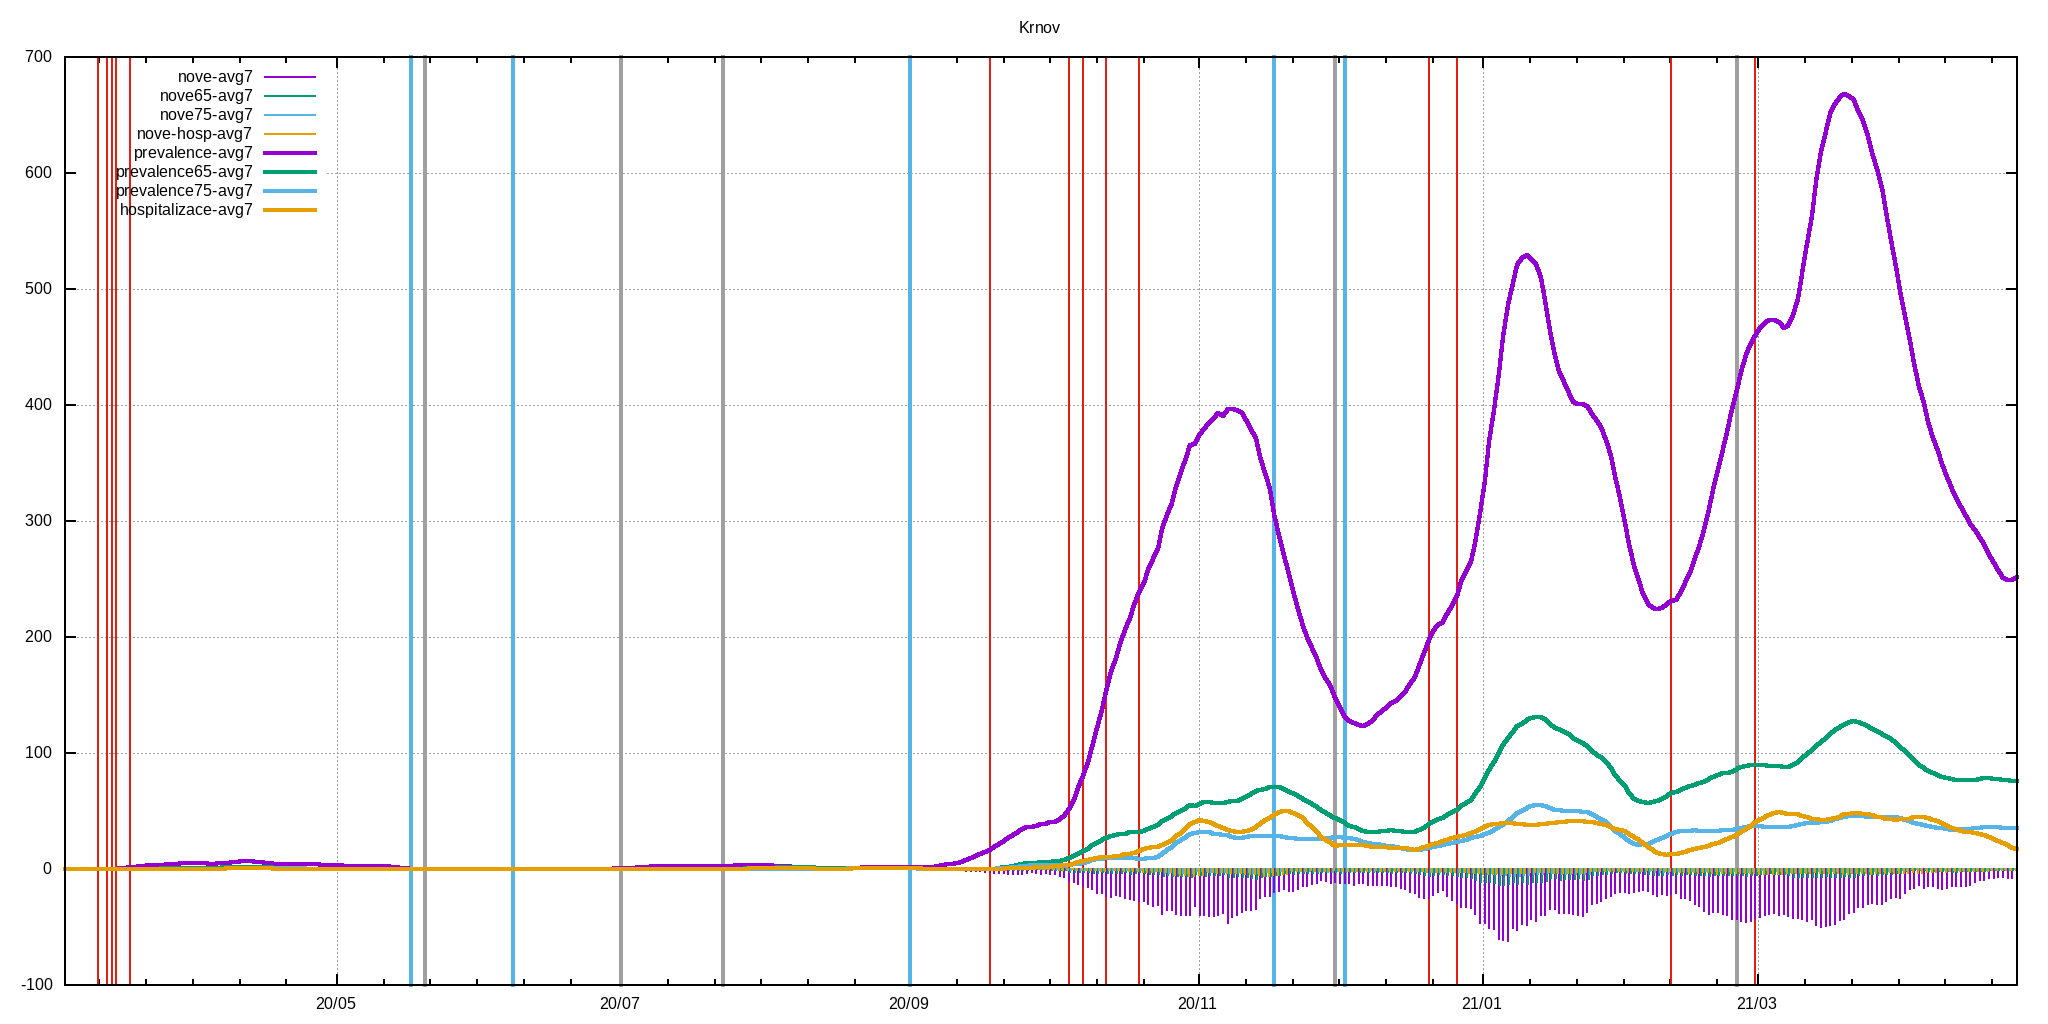 Krnov
700
600
500
400
300
200
100
0
-100
nove-avg7
nove65-avg7
nove75-avg7
nove-hosp-avg7
prevalence-avg7
prevalence65-avg7
prevalence75-avg7
hospitalizace-avg7
20/05 20/07 20/09 20/11 21/01 21/03